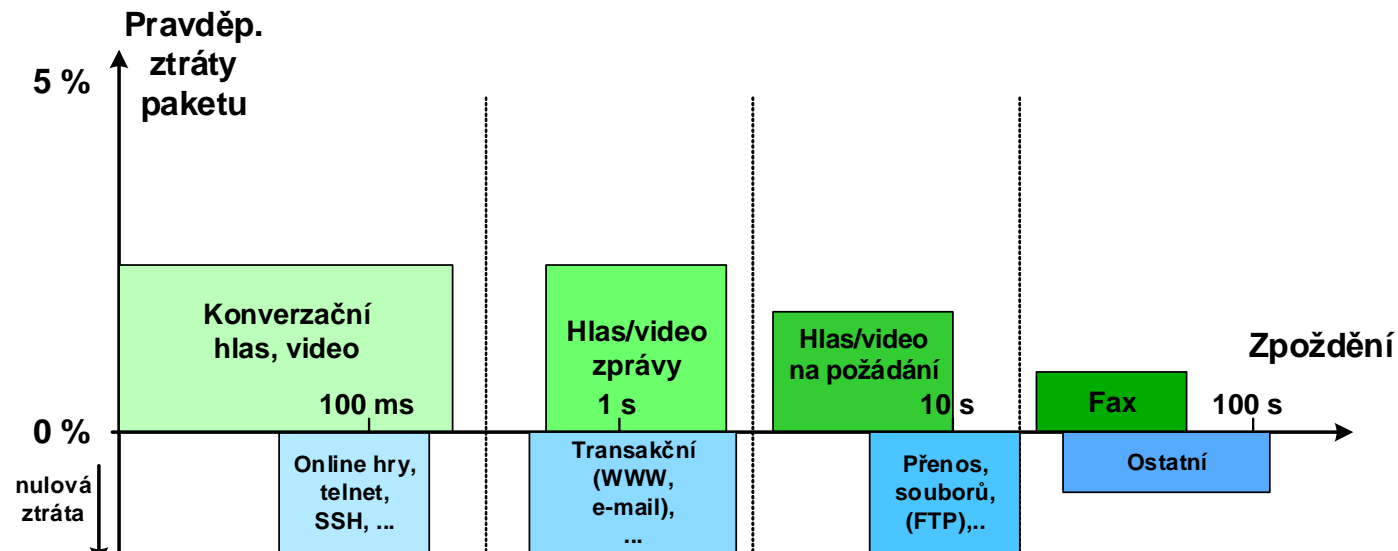 Pravděp.
ztráty
paketu
5 %
Konverzační
hlas, video
Hlas/video
zprávy
Hlas/video
na požádání
Fax
Zpoždění
100 ms
1 s
10 s
100 s
0 %
nulová
ztráta
Online hry,
telnet,
SSH, ...
Transakční
(WWW,
e-mail),
...
Přenos,
souborů,
(FTP),..
Ostatní